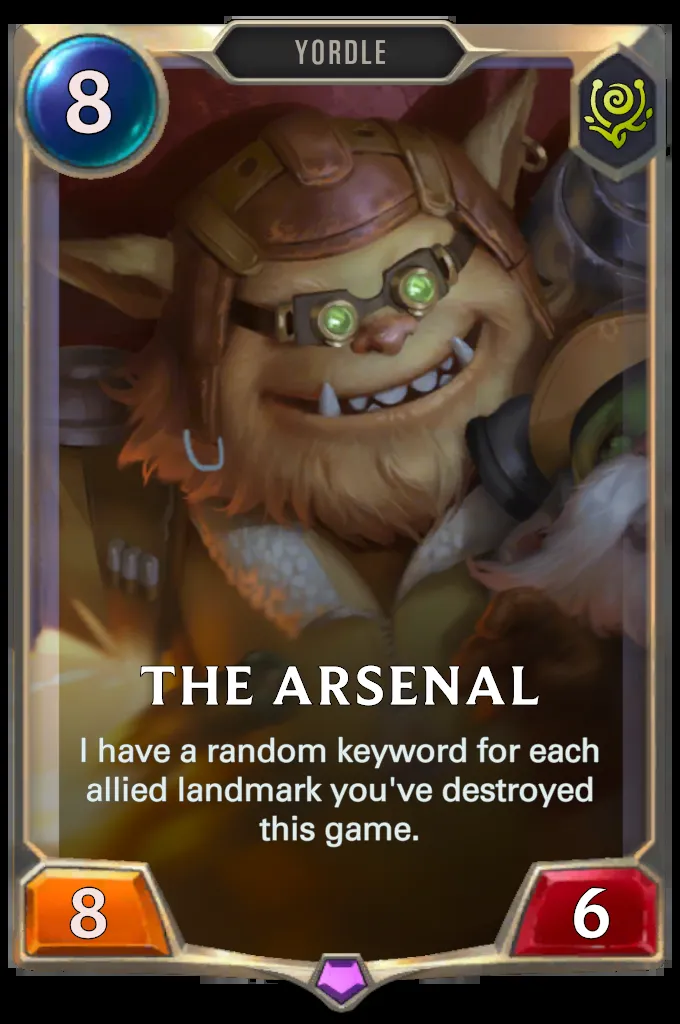 YORDLE
8
THE ARSENAL
I have a random keyword for each
allied landmark you've destroyed
this game.
8
6